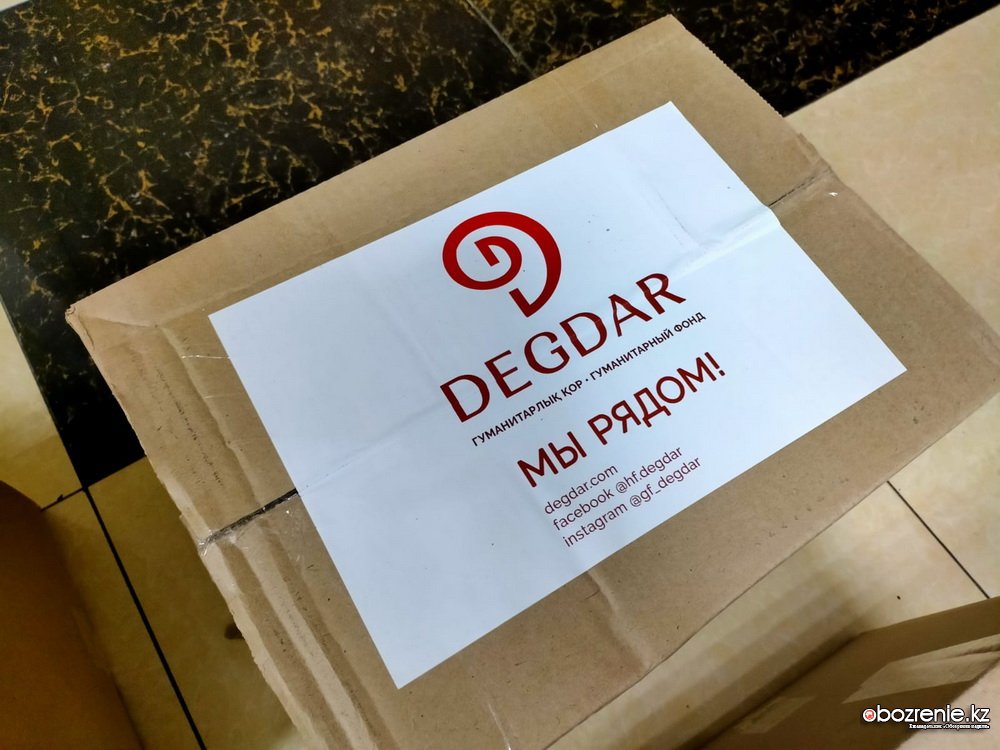 DEGDAR
ГУМАНИТАРЛЫҚ ҚОР · ГУМАНИТАРНЫЙ ФОНД
МЫ РЯДОМ!
degdar.com
facebook @hf.degdar
instagram @gf_degdar
obozrenie.kz